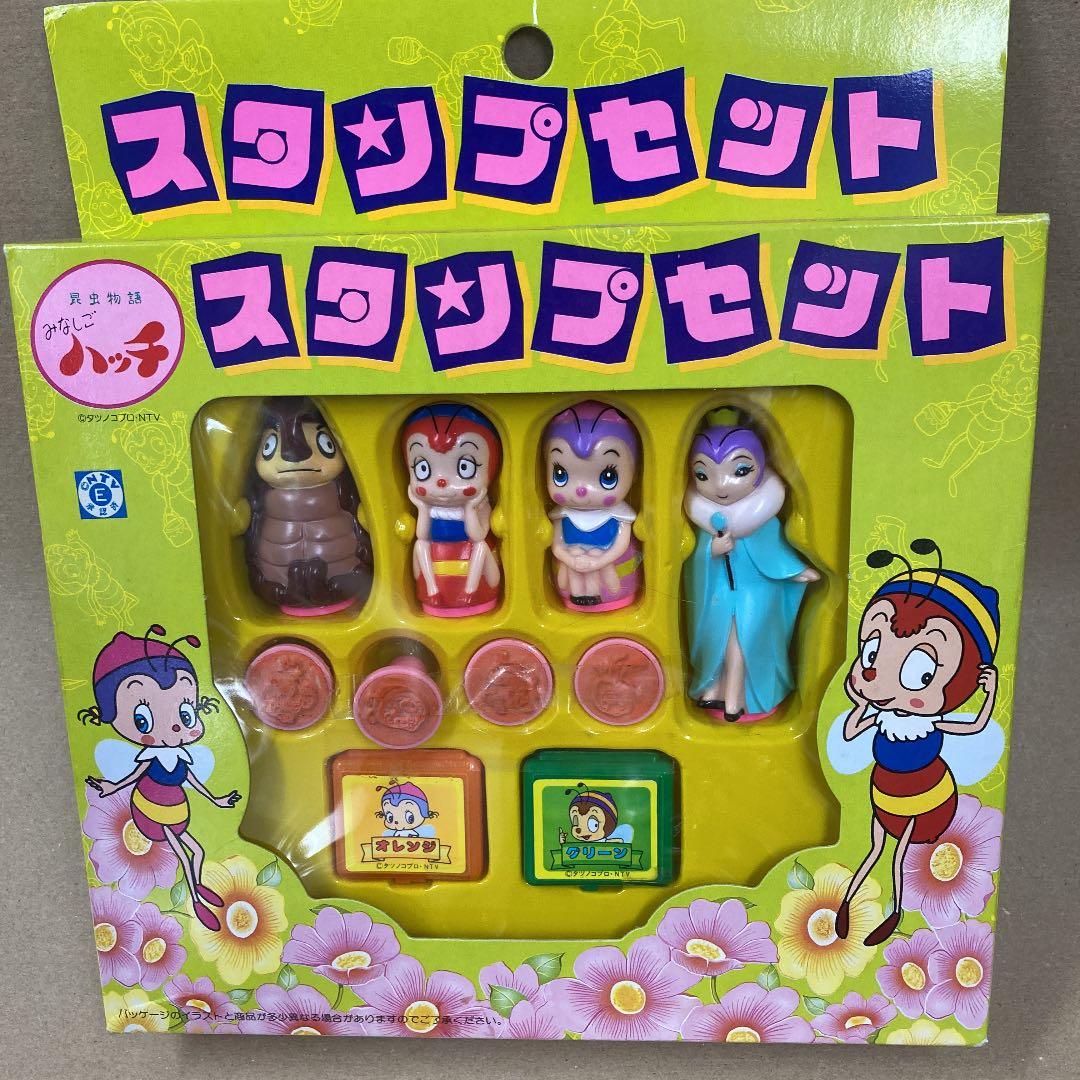 スタンプセット
スタンプセット
昆虫物語
みなしご
ハッチ
©タツノコプロ・NTV
NTV
E
承認
オレンジ
©タツノコプロ・NTV
グリーン
©タツノコプロ・NTV
パッケージのイラストと商品が多少異なる場合がありますのでご了承ください。